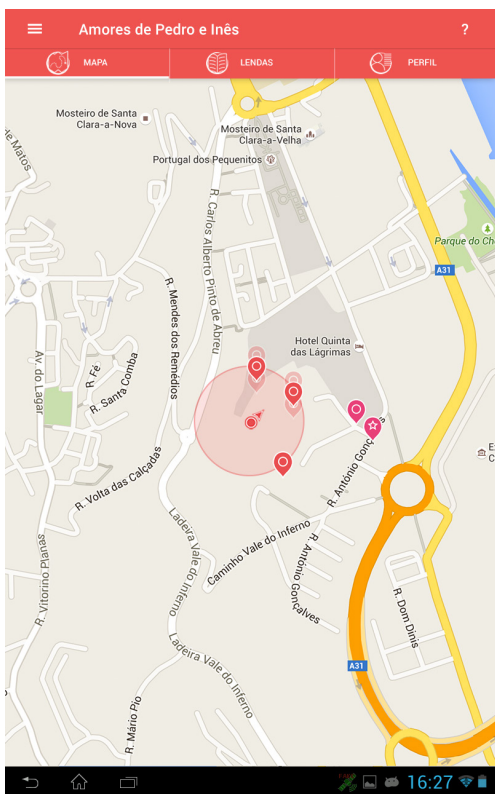 Amores de Pedro e Inês
?
MAPA
LENDAS
PERFIL
Mosteiro de Santa
Clara-a-Nova
Mosteiro de Santa
Clara-a-Velha
de Matos
Portugal dos Pequenitos
R. Carlos Alberto Pinto de Abreu
Parque do Ch
A31
R. Mendes dos Remédios
Hotel Quinta
das Lágrimas
Av. do Lagar
R. Fé
R. Santa Comba
R. António Gonçalves
R. Volta das Calçadas
Ladeira Vale do Inferno
Caminho Vale do Inferno
R. António Gonçalves
R. Vitorino Planas
R. Dom Dinis
Ladeira Vale do Inferno
A31
R. Mário Pio
16:27